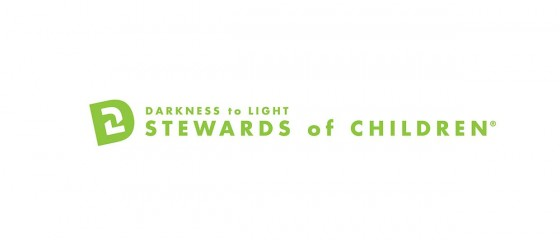 DARKNESS to LIGHT
STEWARDS of CHILDREN®